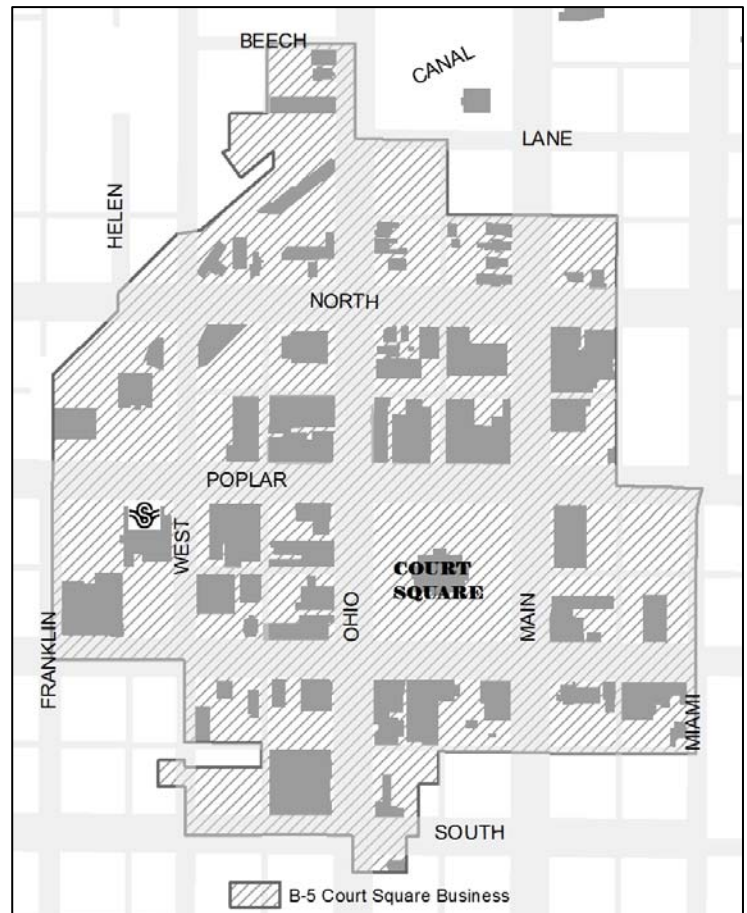 BEECH
CANAL
LANE
HELEN
NORTH
POPLAR
WEST
COURT
SQUARE
OHIO
MAIN
FRANKLIN
MIAMI
SOUTH
B-5 Court Square Business